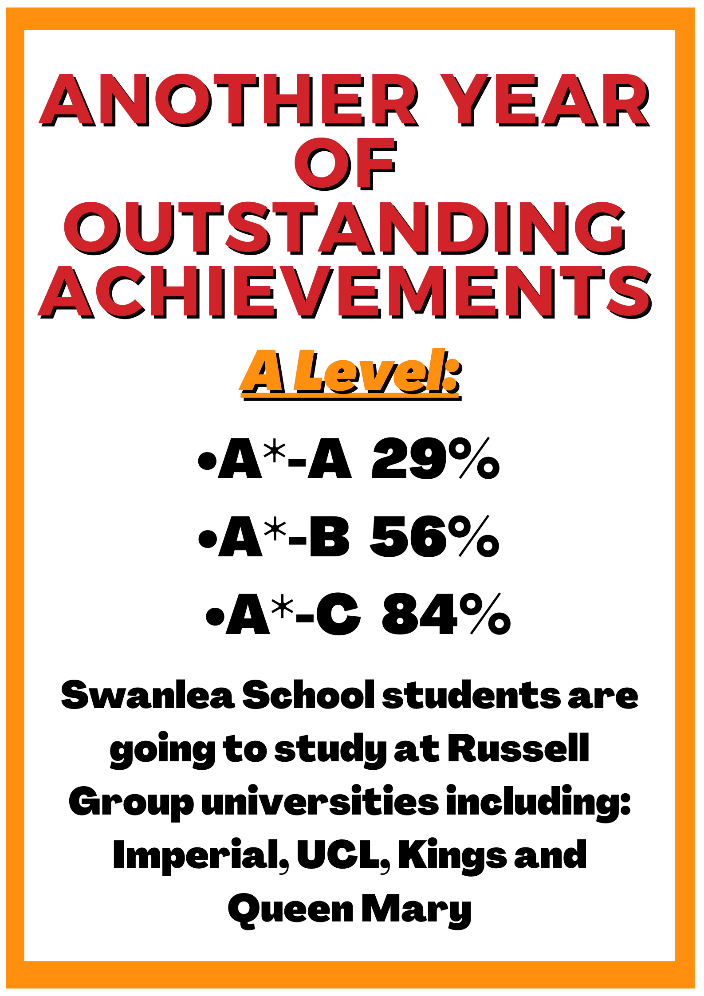 ANOTHER YEAR
OF
OUTSTANDING
ACHIEVEMENTS
A Level:
•A*-A 29%
•A*-B 56%
•A*-C 84%
Swanlea School students are
going to study at Russell
Group universities including:
Imperial, UCL, Kings and
Queen Mary